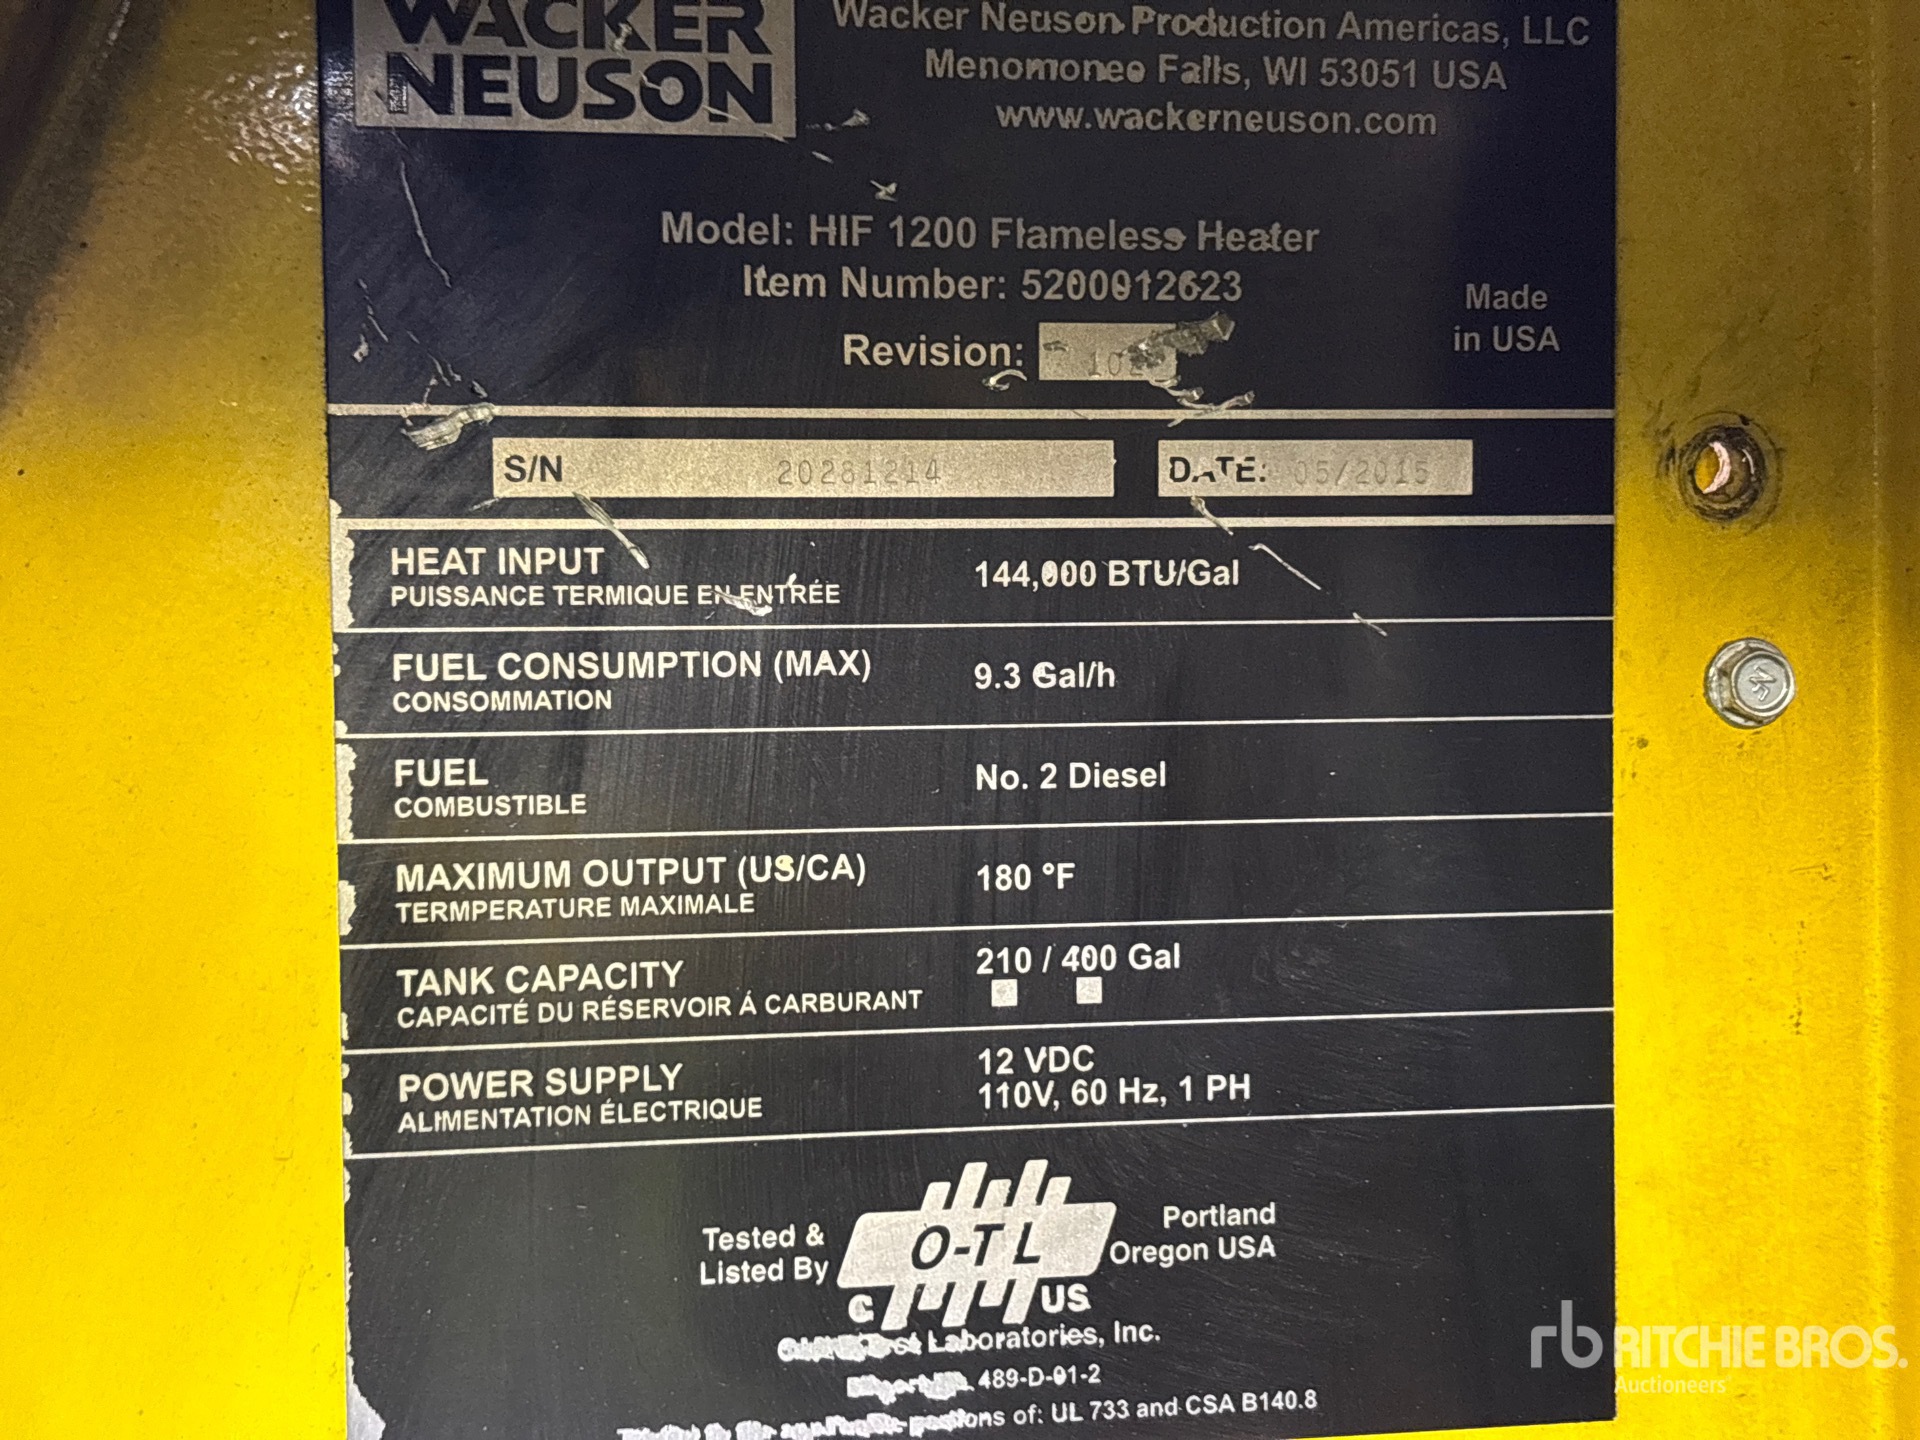 WACKER
NEUSON
Wacker Neuson Production Americas, LLC
Menomonee Falls, WI 53051 USA
www.wackerneuson.com
Model: HIF 1200 Flameless Heater
Item Number: 5200012623
Made
in USA
Revision:
S/N 20281214 DATE: 05/2015
HEAT INPUT 144,000 BTU/Gal
PUISSANCE TERMIQUE EN ENTRÉE
FUEL CONSUMPTION (MAX) 9.3 Gal/h
CONSOMMATION
FUEL No. 2 Diesel
COMBUSTIBLE
MAXIMUM OUTPUT (US/CA) 180 °F
TERMPERATURE MAXIMALE
TANK CAPACITY 210 / 400 Gal
CAPACITÉ DU RÉSERVOIR Á CARBURANT
POWER SUPPLY 12 VDC
110V, 60 Hz, 1 PH
ALIMENTATION ÉLECTRIQUE
Tested &
Listed By
O-TL
C US
Portland
Oregon USA
Test Laboratories, Inc.
489-D-01-2
portions of: UL 733 and CSA B140.8
rb RITCHIE BROS.
Auctioneers